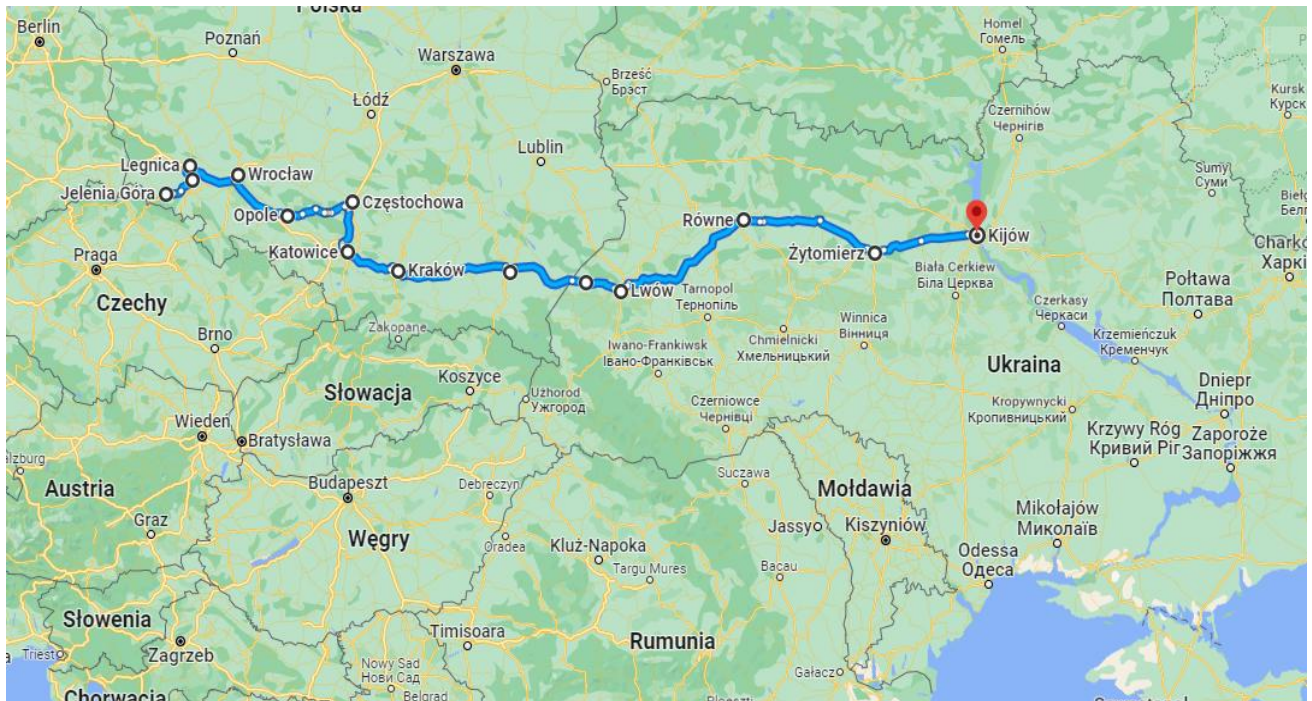 Polska
Homel
Гомель
Berlin
Poznań
Warszawa
Brześć
Брэст
Kursk
Курск
Łódź
Czernihów
Чернігів
Lublin
Legnica
Wrocław
Jelenia Góra
Sumy
Суми
Opole
Częstochowa
Równe
Kijów
Katowice
Kraków
Żytomierz
Praga
Czechy
Lwów
Tarnopol
Тернопіль
Biała Cerkiew
Біла Церква
Połtawa
Полтава
Czerkasy
Черкаси
Zakopane
Brno
Iwano-Frankiwsk
Івано-Франківськ
Chmielnicki
Хмельницький
Winnica
Вінниця
Krzemieńczuk
Кременчук
Słowacja
Koszyce
Użhorod
Ужгород
Ukraina
Dniepr
Дніпро
Czerniowce
Чернівці
Kropywnycki
Кропивницький
Wiedeń
Bratysława
Krzywy Róg
Кривий Ріг
Zaporoże
Запоріжжя
Austria
Budapeszt
Debreczyn
Suczawa
Mołdawia
Graz
Węgry
Oradea
Kluż-Napoka
Targu Mures
Jassy
Kiszyniów
Mikołajów
Миколаїв
Bacau
Odessa
Одеса
Słowenia
Timisoara
Rumunia
Triest
Zagrzeb
Nowy Sad
Нови Сад
Gałacz
Chorwacja
Belgrad